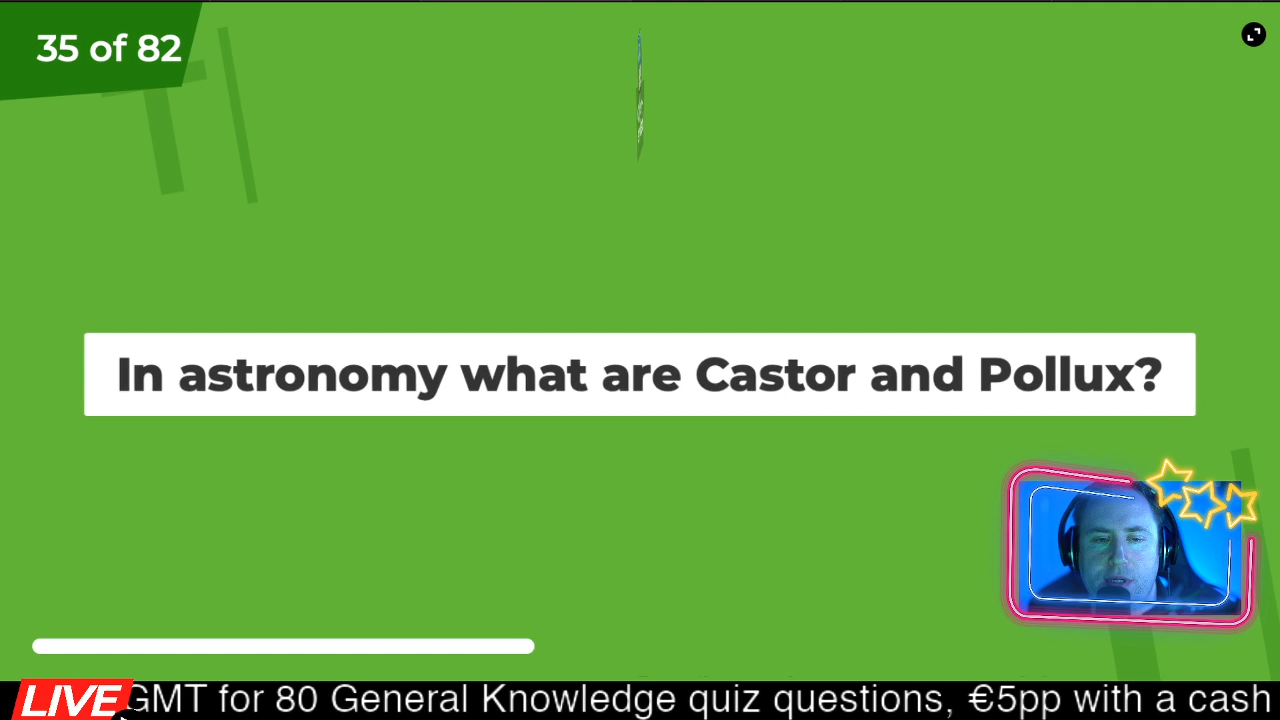 35 of 82
In astronomy what are Castor and Pollux?
LIVE
GMT for 80 General Knowledge quiz questions, €5pp with a cash